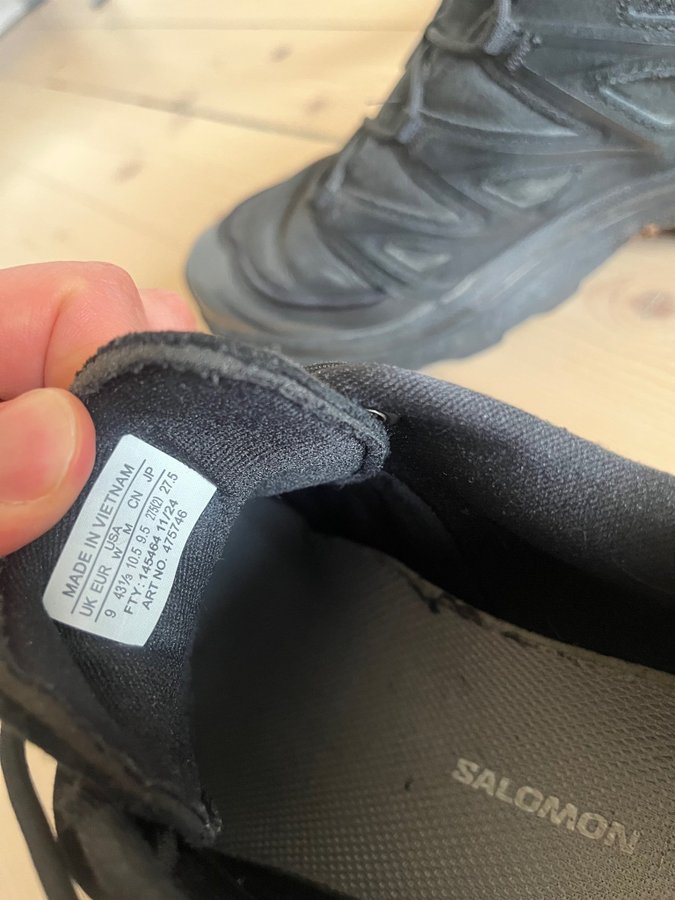 MADE IN VIETNAM
USA
UK EUR W M CN JP
9 43⅓ 10.5 9.5 275(2) 27.5
FTY: 145464 11/24
ART NO. 475746
SALOMON